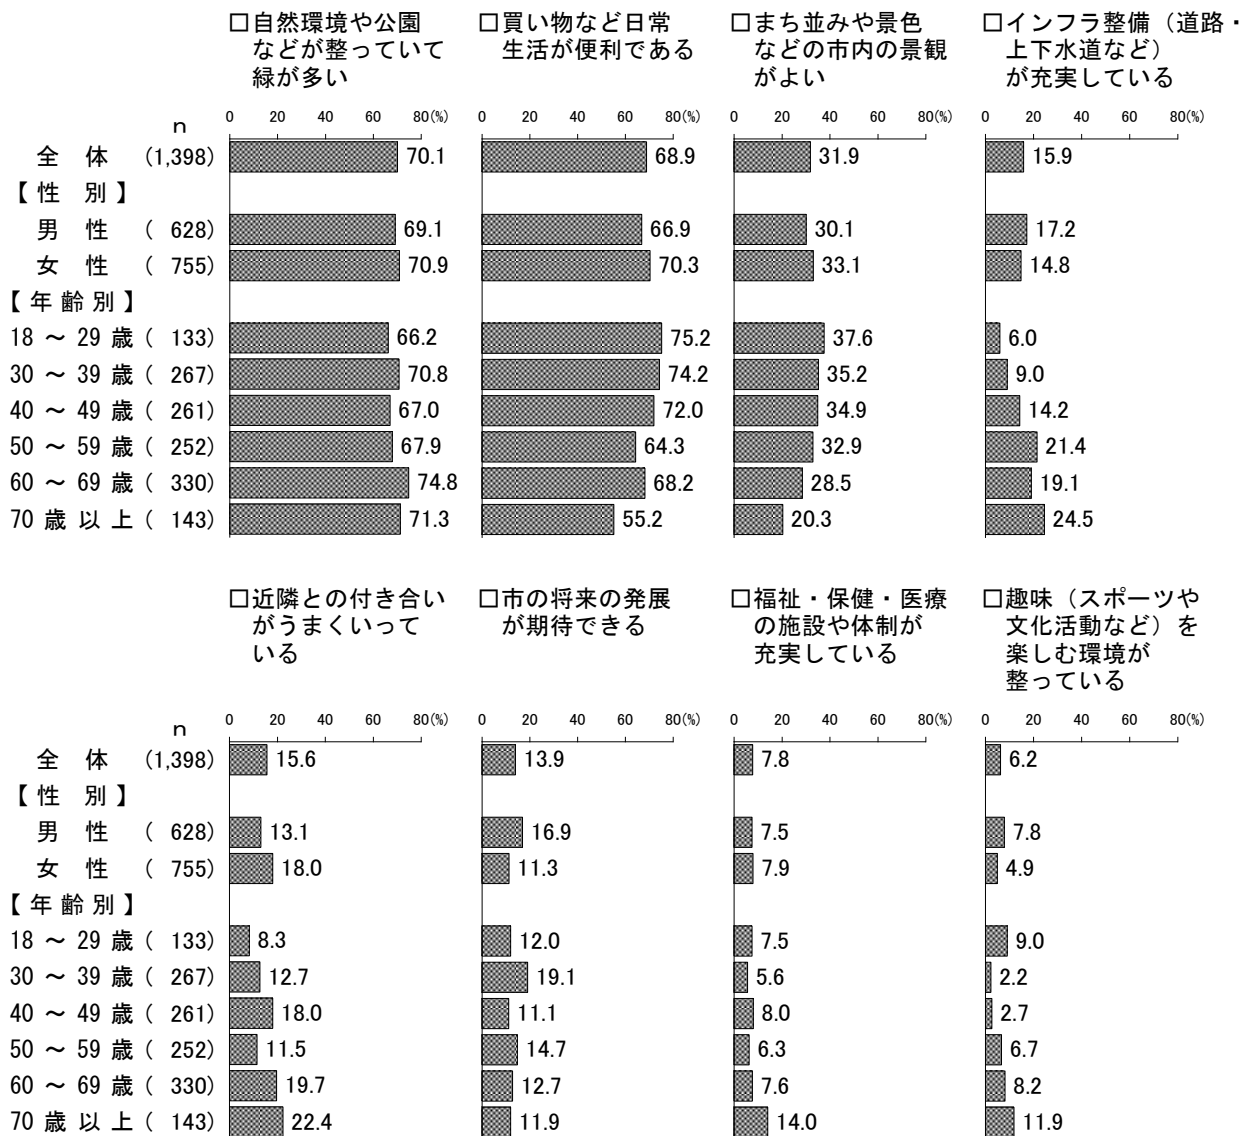 □自然環境や公園 □買い物など日常 □まち並みや景色 □インフラ整備（道路・
などが整っていて 生活が便利である などの市内の景観 上下水道など）
緑が多い がよい が充実している
n 0 20 40 60 80(%) 0 20 40 60 80(%) 0 20 40 60 80(%) 0 20 40 60 80(%)
全 体 (1,398) 70.1 68.9 31.9 15.9
【 性 別 】
男 性 ( 628) 69.1 66.9 30.1 17.2
女 性 ( 755) 70.9 70.3 33.1 14.8
【 年 齢 別 】
18 ～ 29 歳 ( 133) 66.2 75.2 37.6 6.0
30 ～ 39 歳 ( 267) 70.8 74.2 35.2 9.0
40 ～ 49 歳 ( 261) 67.0 72.0 34.9 14.2
50 ～ 59 歳 ( 252) 67.9 64.3 32.9 21.4
60 ～ 69 歳 ( 330) 74.8 68.2 28.5 19.1
70 歳 以 上 ( 143) 71.3 55.2 20.3 24.5
□近隣との付き合い □市の将来の発展 □福祉・保健・医療 □趣味（スポーツや
がうまくいって が期待できる の施設や体制が 文化活動など）を
いる 充実している 楽しむ環境が
整っている
n 0 20 40 60 80(%) 0 20 40 60 80(%) 0 20 40 60 80(%) 0 20 40 60 80(%)
全 体 (1,398) 15.6 13.9 7.8 6.2
【 性 別 】
男 性 ( 628) 13.1 16.9 7.5 7.8
女 性 ( 755) 18.0 11.3 7.9 4.9
【 年 齢 別 】
18 ～ 29 歳 ( 133) 8.3 12.0 7.5 9.0
30 ～ 39 歳 ( 267) 12.7 19.1 5.6 2.2
40 ～ 49 歳 ( 261) 18.0 11.1 8.0 2.7
50 ～ 59 歳 ( 252) 11.5 14.7 6.3 6.7
60 ～ 69 歳 ( 330) 19.7 12.7 7.6 8.2
70 歳 以 上 ( 143) 22.4 11.9 14.0 11.9